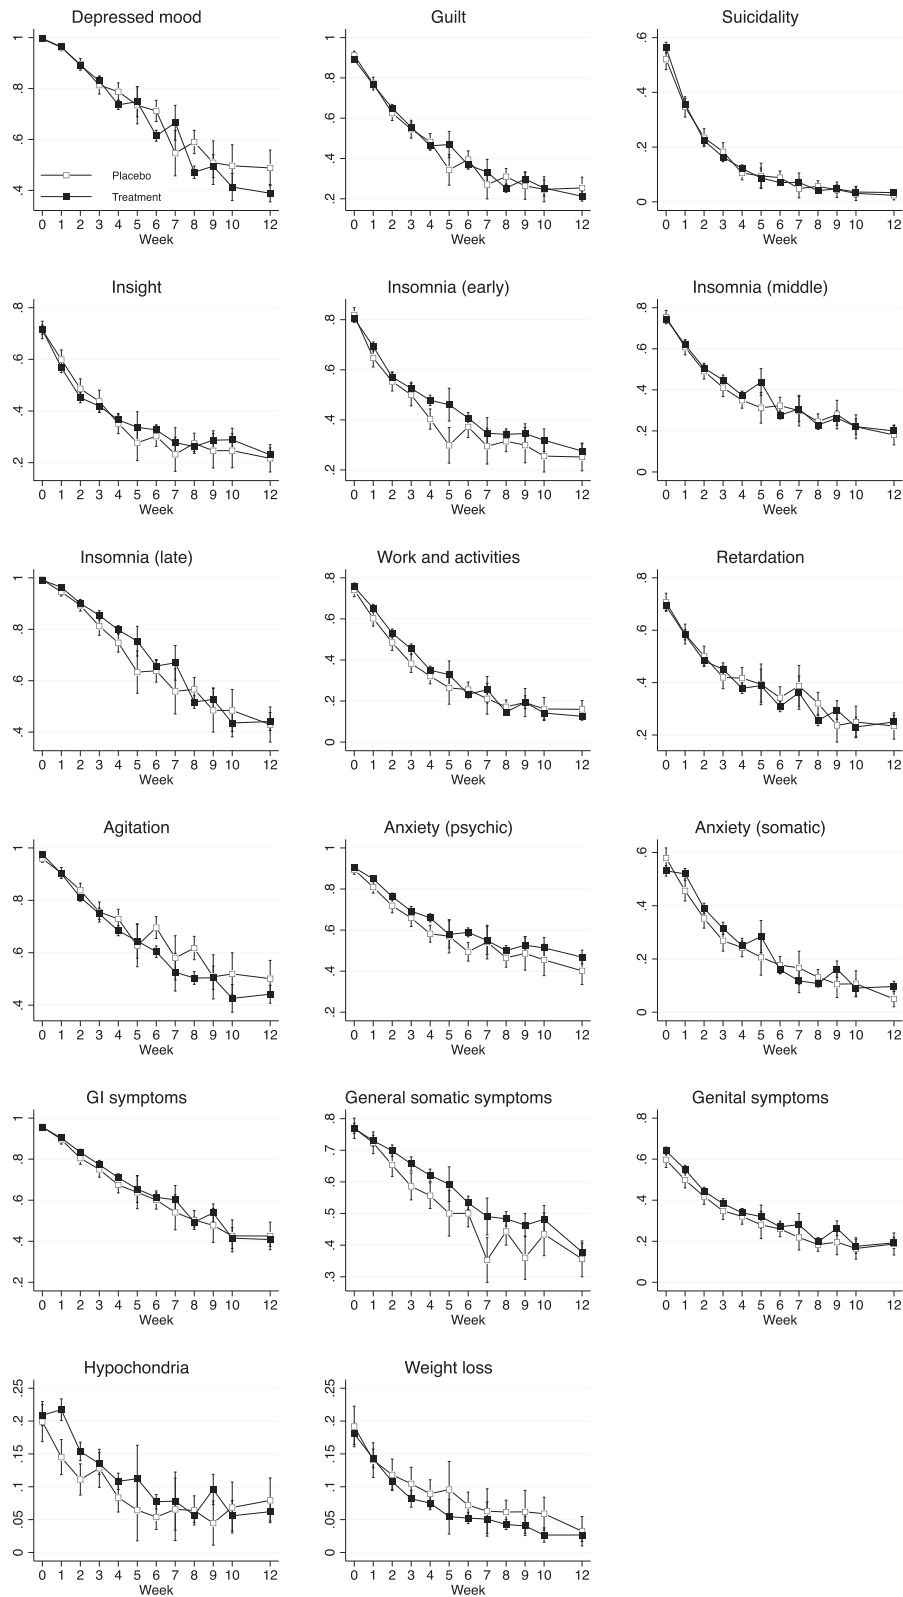 Depressed mood
1
.8
.6
.4
Placebo
Treatment
0 1 2 3 4 5 6 7 8 9 10 12
Week
Guilt
1
.8
.6
.4
.2
0 1 2 3 4 5 6 7 8 9 10 12
Week
Suicidality
.6
.4
.2
0
0 1 2 3 4 5 6 7 8 9 10 12
Week
Insight
.8
.6
.4
.2
0 1 2 3 4 5 6 7 8 9 10 12
Week
Insomnia (early)
.8
.6
.4
.2
0 1 2 3 4 5 6 7 8 9 10 12
Week
Insomnia (middle)
.8
.6
.4
.2
0
0 1 2 3 4 5 6 7 8 9 10 12
Week
Insomnia (late)
1
.8
.6
.4
0 1 2 3 4 5 6 7 8 9 10 12
Week
Work and activities
.8
.6
.4
.2
0
0 1 2 3 4 5 6 7 8 9 10 12
Week
Retardation
.8
.6
.4
.2
0 1 2 3 4 5 6 7 8 9 10 12
Week
Agitation
1
.8
.6
.4
0 1 2 3 4 5 6 7 8 9 10 12
Week
Anxiety (psychic)
1
.8
.6
.4
.2
0 1 2 3 4 5 6 7 8 9 10 12
Week
Anxiety (somatic)
.6
.4
.2
0
0 1 2 3 4 5 6 7 8 9 10 12
Week
GI symptoms
1
.8
.6
.4
.2
0 1 2 3 4 5 6 7 8 9 10 12
Week
General somatic symptoms
.8
.7
.6
.5
.4
.3
0 1 2 3 4 5 6 7 8 9 10 12
Week
Genital symptoms
.8
.6
.4
.2
0
0 1 2 3 4 5 6 7 8 9 10 12
Week
Hypochondria
.25
.2
.15
.1
.05
0
0 1 2 3 4 5 6 7 8 9 10 12
Week
Weight loss
.25
.2
.15
.1
.05
0
0 1 2 3 4 5 6 7 8 9 10 12
Week